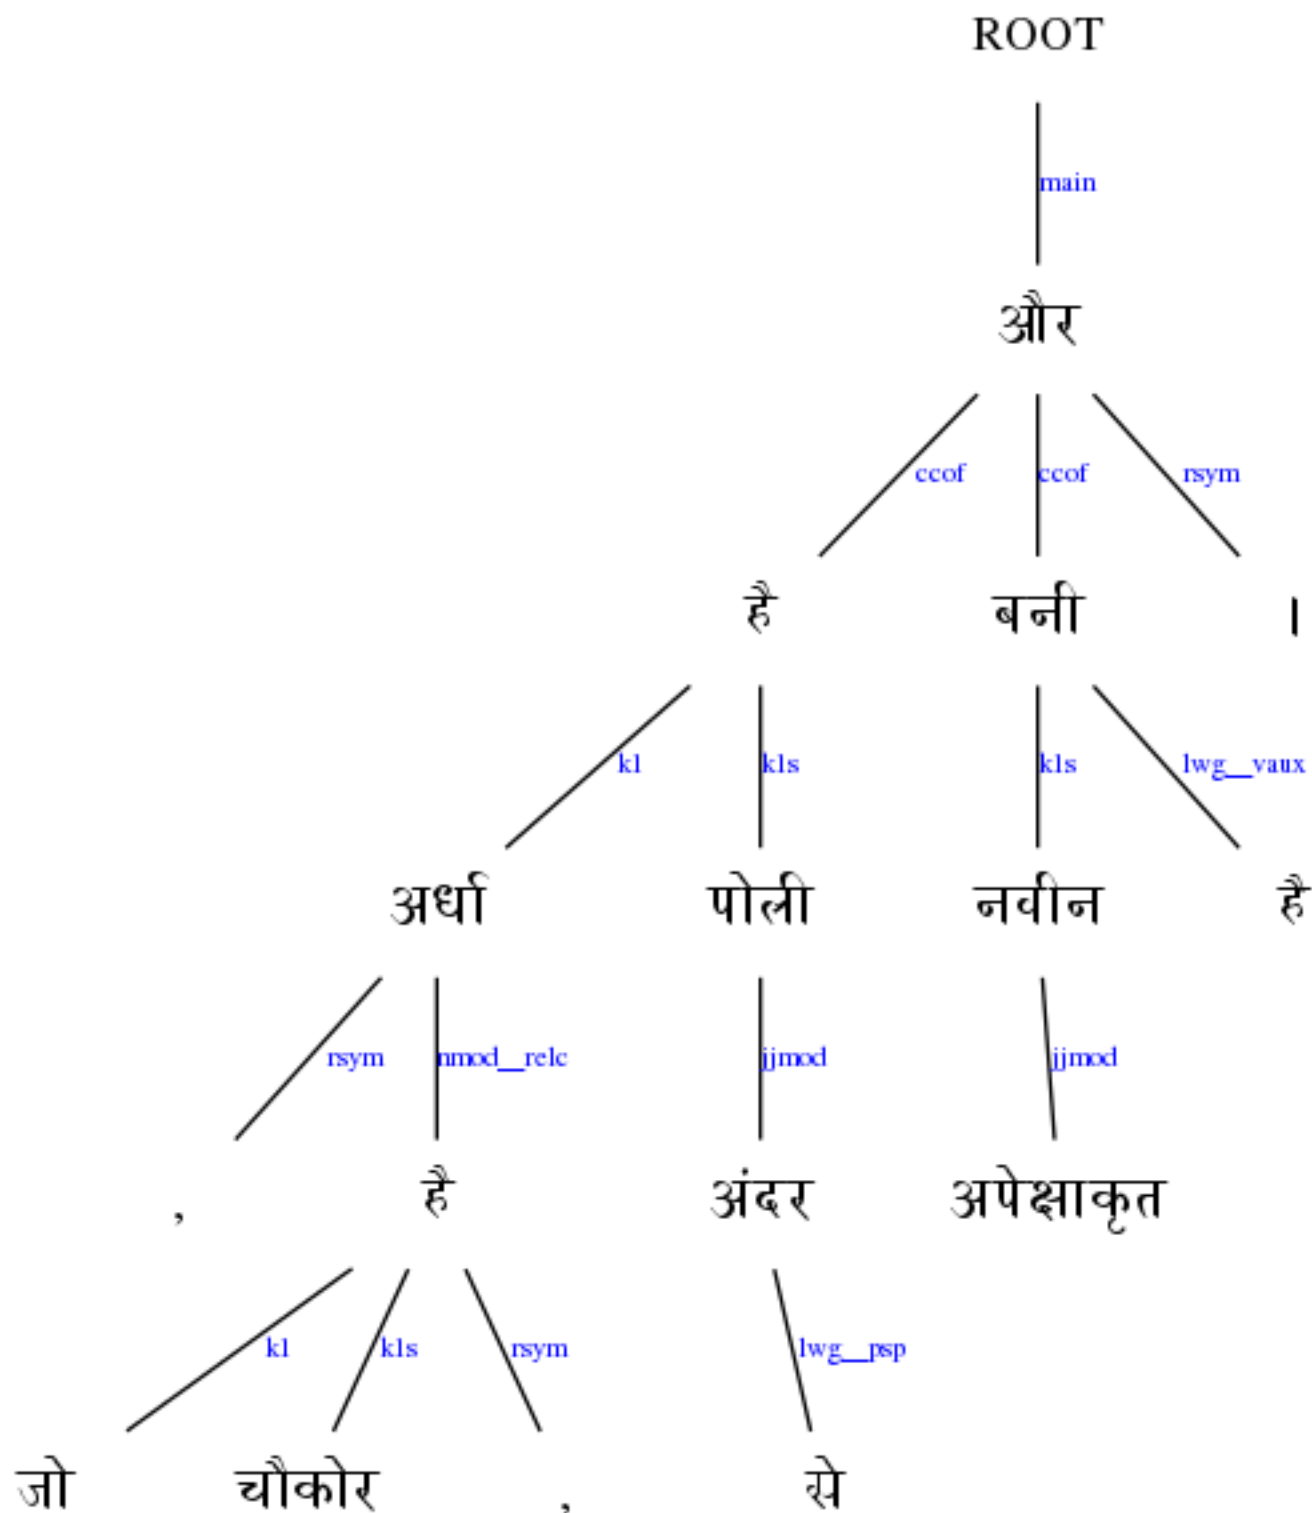 ROOT
main
और
ccof ccof rsym
है बनी ।
k1 k1s k1s lwg__vaux
अर्धा पोली नवीन है
rsym nmod__relc jjmod jjmod
, है अंदर अपेक्षाकृत
k1 k1s rsym lwg__psp
जो चौकोर , से